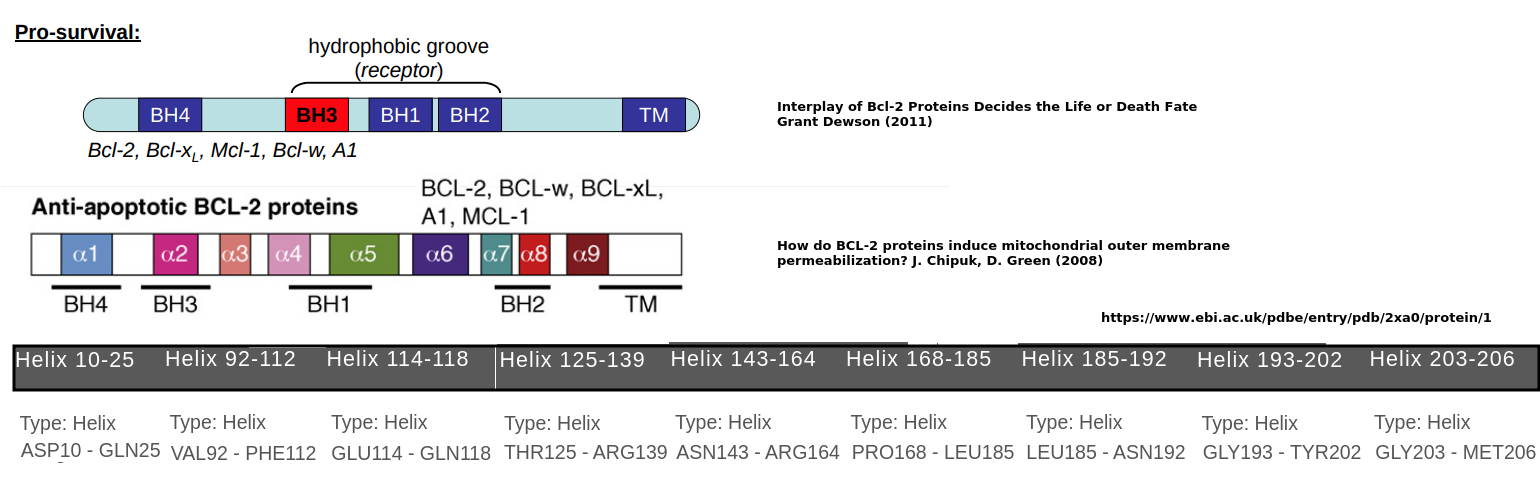 Pro-survival:
hydrophobic groove
(receptor)
BH4 BH3 BH1 BH2 TM
Bcl-2, Bcl-xL, Mcl-1, Bcl-w, A1
Interplay of Bcl-2 Proteins Decides the Life or Death Fate
Grant Dewson (2011)
BCL-2, BCL-w, BCL-xL,
A1, MCL-1
Anti-apoptotic BCL-2 proteins
α1 α2 α3 α4 α5 α6 α7 α8 α9
BH4 BH3 BH1 BH2 TM
How do BCL-2 proteins induce mitochondrial outer membrane
permeabilization? J. Chipuk, D. Green (2008)
https://www.ebi.ac.uk/pdbe/entry/pdb/2xa0/protein/1
Helix 10-25 Helix 92-112 Helix 114-118 Helix 125-139 Helix 143-164 Helix 168-185 Helix 185-192 Helix 193-202 Helix 203-206
Type: Helix Type: Helix Type: Helix Type: Helix Type: Helix Type: Helix Type: Helix Type: Helix Type: Helix
ASP10 - GLN25 VAL92 - PHE112 GLU114 - GLN118 THR125 - ARG139 ASN143 - ARG164 PRO168 - LEU185 LEU185 - ASN192 GLY193 - TYR202 GLY203 - MET206